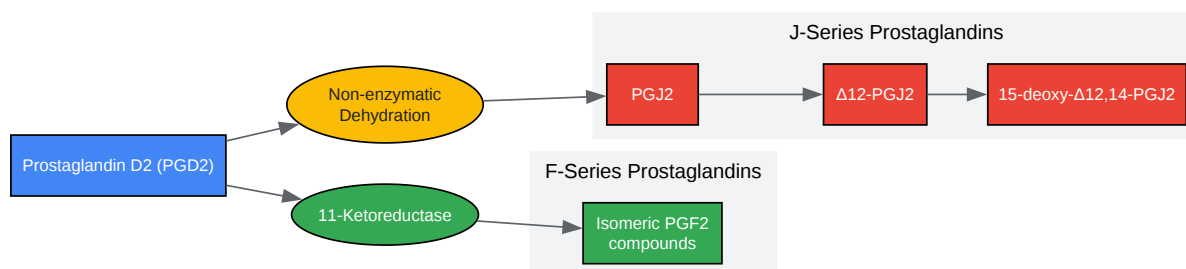 J-Series Prostaglandins
Non-enzymatic
Dehydration
PGJ2
Δ12-PGJ2
15-deoxy-Δ12,14-PGJ2
Prostaglandin D2 (PGD2)
F-Series Prostaglandins
11-Ketoreductase
Isomeric PGF2
compounds